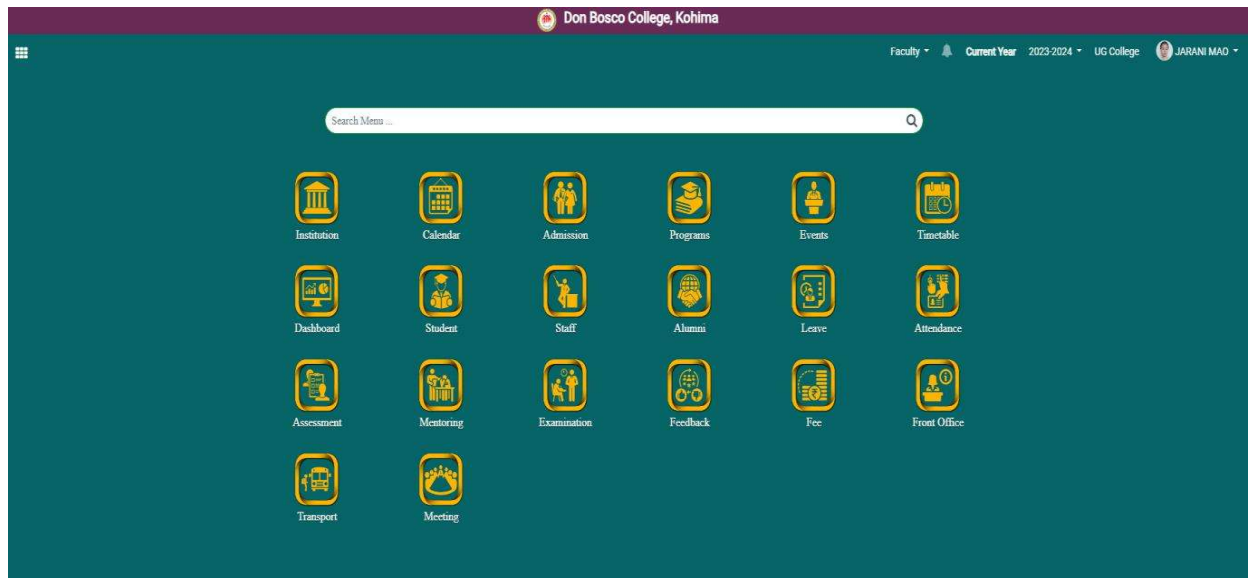 Don Bosco College, Kohima
Faculty Current Year 2023-2024 UG College JARANI MAO
Search Menu ...
Institution Calendar Admission Programs Events Timetable
Dashboard Student Staff Alumni Leave Attendance
Assessment Mentoring Examination Feedback Fee Front Office
Transport Meeting